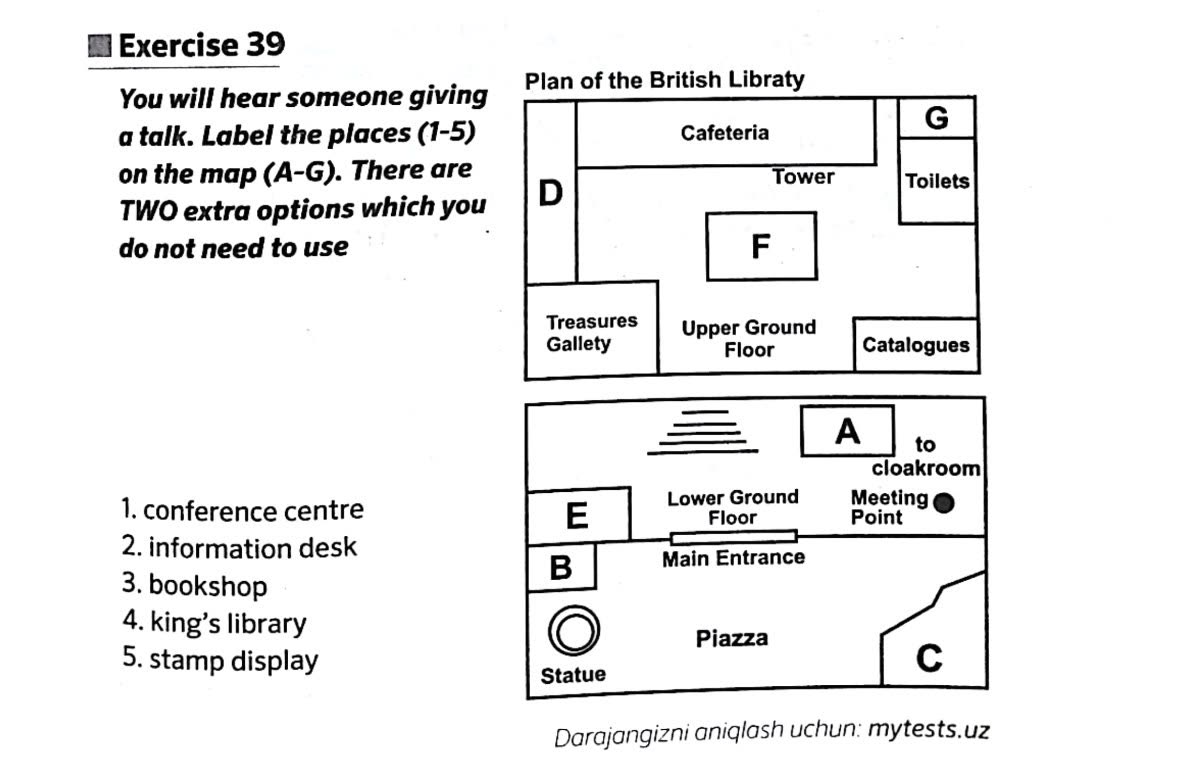 Exercise 39
You will hear someone giving
a talk. Label the places (1-5)
on the map (A-G). There are
TWO extra options which you
do not need to use
Plan of the British Libraty
Cafeteria
G
Tower
Toilets
D
F
Treasures
Gallety
Upper Ground
Floor
Catalogues
A
to
cloakroom
E
Lower Ground
Floor
Meeting
Point
B
Main Entrance
Piazza
Statue
C
1. conference centre
2. information desk
3. bookshop
4. king's library
5. stamp display
Darajangizni aniqlash uchun: mytests.uz